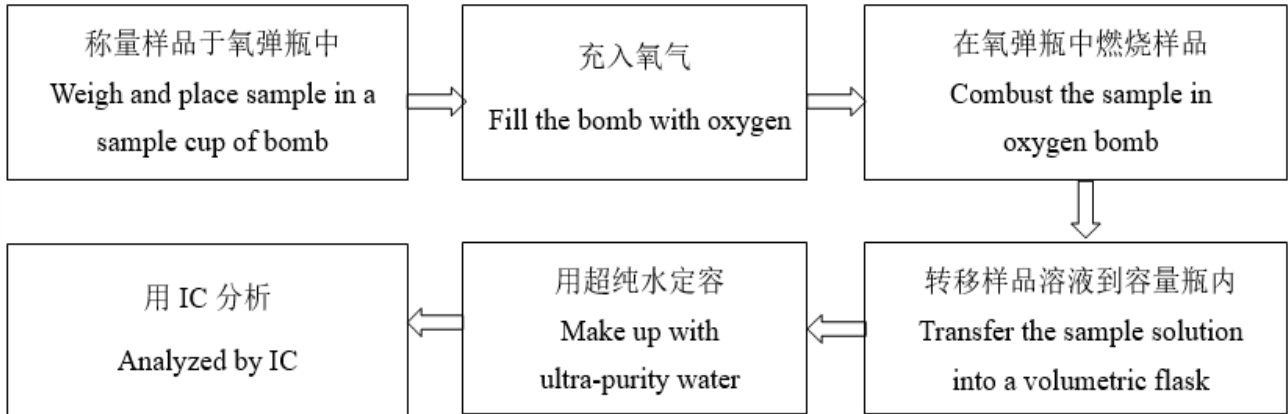 称量样品于氧弹瓶中
Weigh and place sample in a
sample cup of bomb
充入氧气
Fill the bomb with oxygen
在氧弹瓶中燃烧样品
Combust the sample in
oxygen bomb
转移样品溶液到容量瓶内
Transfer the sample solution
into a volumetric flask
用超纯水定容
Make up with
ultra-purity water
用 IC 分析
Analyzed by IC